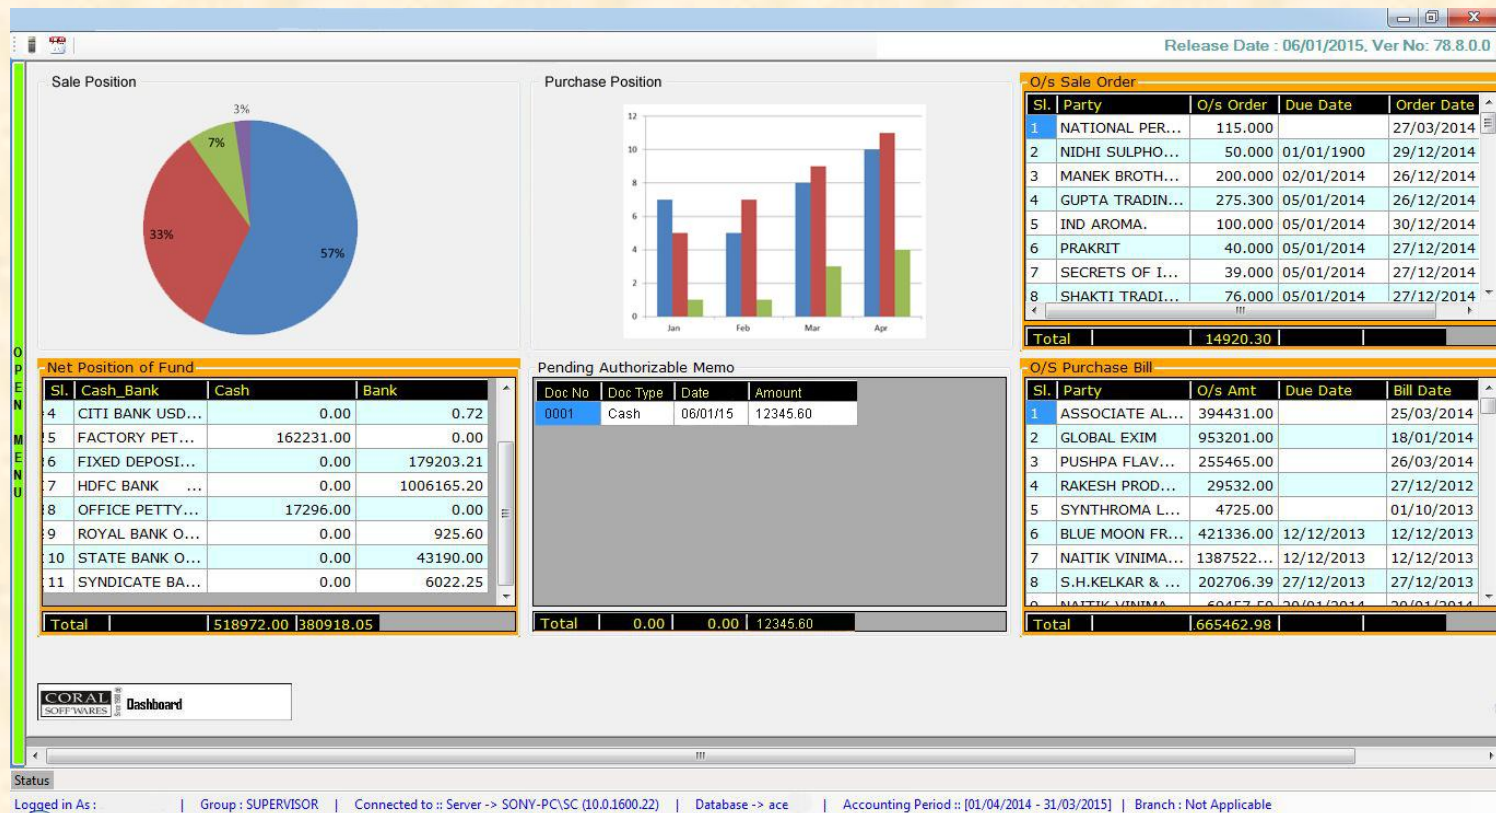 Release Date : 06/01/2015, Ver No: 78.8.0.0
Sale Position
3%
7%
33%
57%
Purchase Position
12
10
8
6
4
2
0
Jan Feb Mar Apr
O/s Sale Order
Sl. Party O/s Order Due Date Order Date
1 NATIONAL PER... 115.000 27/03/2014
2 NIDHI SULPHO... 50.000 01/01/1900 29/12/2014
3 MANEK BROTH... 200.000 02/01/2014 26/12/2014
4 GUPTA TRADIN... 275.300 05/01/2014 26/12/2014
5 IND AROMA. 100.000 05/01/2014 30/12/2014
6 PRAKRIT 40.000 05/01/2014 27/12/2014
7 SECRETS OF I... 39.000 05/01/2014 27/12/2014
8 SHAKTI TRADI... 76.000 05/01/2014 27/12/2014
Total 14920.30
OPEN MENU
Net Position of Fund
Sl. Cash_Bank Cash Bank
4 CITI BANK USD... 0.00 0.72
5 FACTORY PET... 162231.00 0.00
6 FIXED DEPOSI... 0.00 179203.21
7 HDFC BANK ... 0.00 1006165.20
8 OFFICE PETTY... 17296.00 0.00
9 ROYAL BANK O... 0.00 925.60
10 STATE BANK O... 0.00 43190.00
11 SYNDICATE BA... 0.00 6022.25
Total 518972.00 380918.05
Pending Authorizable Memo
Doc No Doc Type Date Amount
0001 Cash 06/01/15 12345.60
Total 0.00 0.00 12345.60
O/S Purchase Bill
Sl. Party O/s Amt Due Date Bill Date
1 ASSOCIATE AL... 394431.00 25/03/2014
2 GLOBAL EXIM 953201.00 18/01/2014
3 PUSHPA FLAV... 255465.00 26/03/2014
4 RAKESH PROD... 29532.00 27/12/2012
5 SYNTHROMA L... 4725.00 01/10/2013
6 BLUE MOON FR... 421336.00 12/12/2013 12/12/2013
7 NAITIK VINIMA... 1387522... 12/12/2013 12/12/2013
8 S.H.KELKAR & ... 202706.39 27/12/2013 27/12/2013
Total .665462.98
CORAL
SOFTWARES
Dashboard
Status
Logged in As : | Group : SUPERVISOR | Connected to :: Server -> SONY-PC\SC (10.0.1600.22) | Database -> ace | Accounting Period :: [01/04/2014 - 31/03/2015] | Branch : Not Applicable